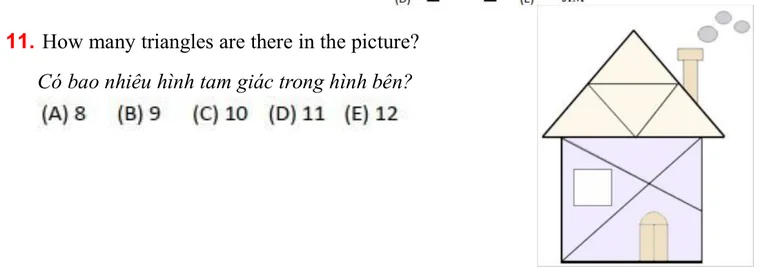 11. How many triangles are there in the picture?
Có bao nhiêu hình tam giác trong hình bên?
(A) 8 (B) 9 (C) 10 (D) 11 (E) 12